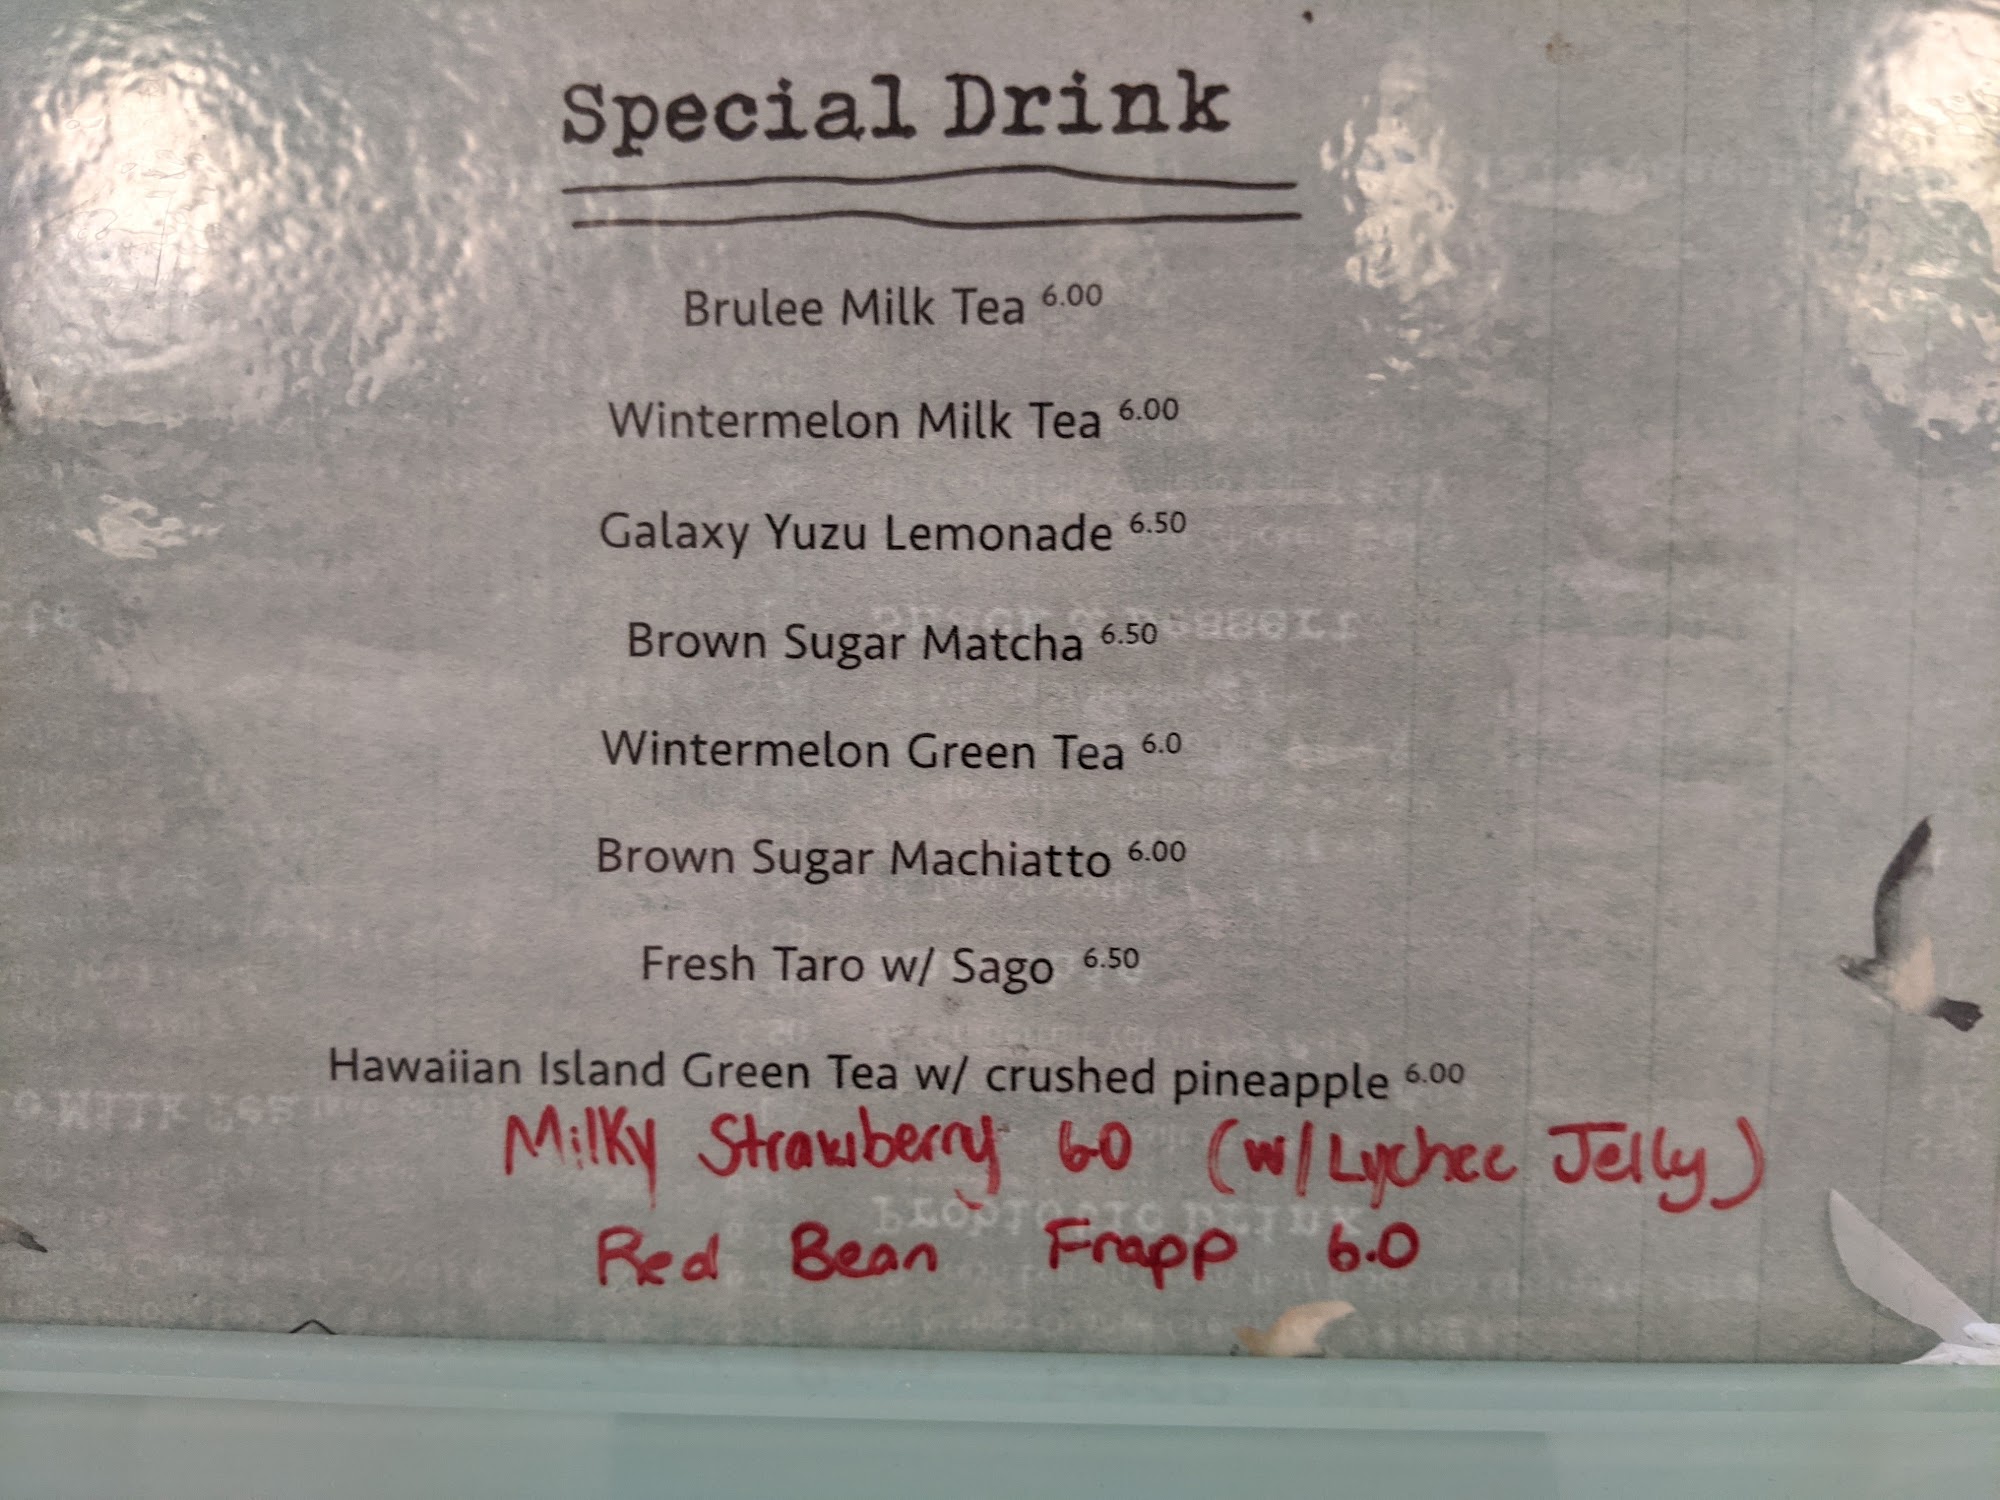 Special Drink
Brulee Milk Tea 6.00
Wintermelon Milk Tea 6.00
Galaxy Yuzu Lemonade 6.50
Brown Sugar Matcha 6.50
Wintermelon Green Tea 6.0
Brown Sugar Machiatto 6.00
Fresh Taro w/ Sago 6.50
Hawaiian Island Green Tea w/ crushed pineapple 6.00
Milky Strawberry 6.0 (w/ Lychee Jelly)
Red Bean Frapp 6.0